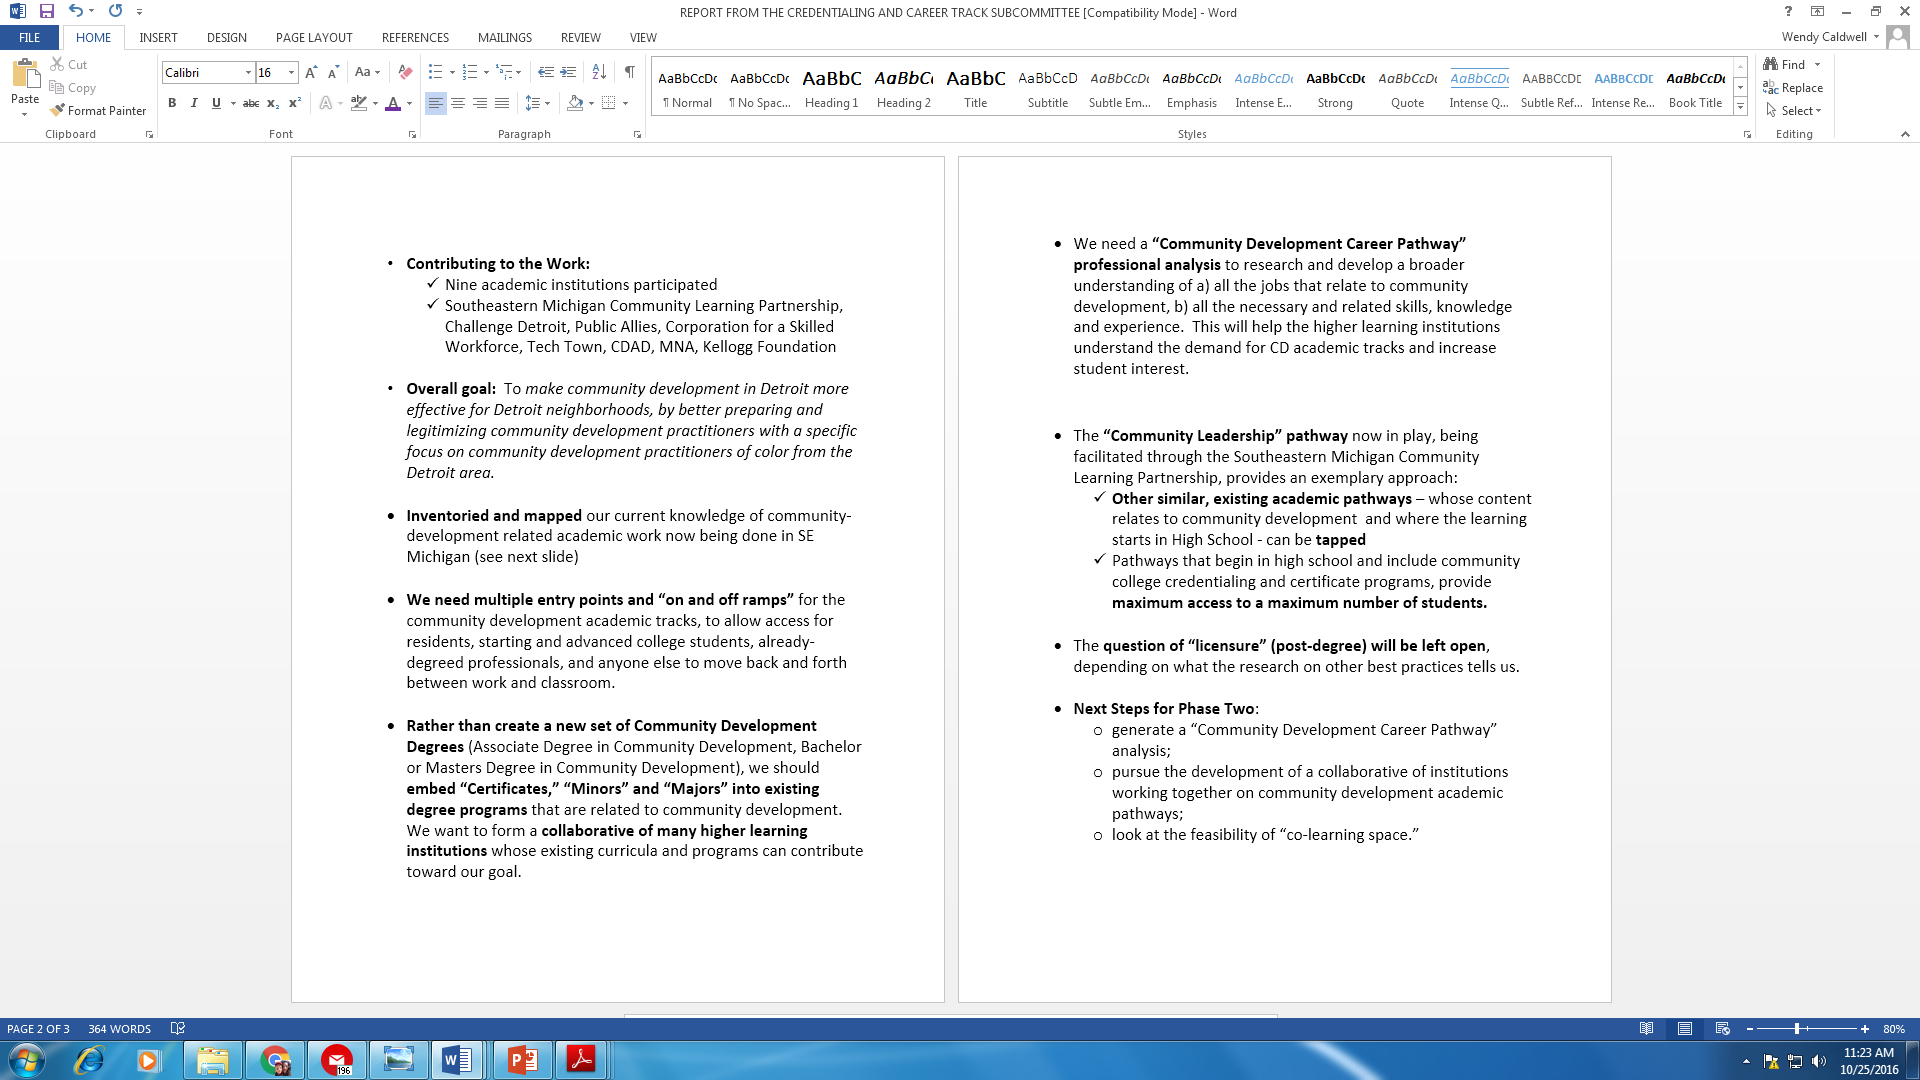 REPORT FROM THE CREDENTIALING AND CAREER TRACK SUBCOMMITTEE [Compatibility Mode] - Word
FILE HOME INSERT DESIGN PAGE LAYOUT REFERENCES MAILINGS REVIEW VIEW Wendy Caldwell
Paste
Cut
Copy
Format Painter
Clipboard
Calibri 16
Font
Paragraph
AaBbCcDc AaBbCcDc AaBbC AaBbCc AaBbC AaBbCcD AaBbCcDt AaBbCcDt AaBbCcDt AaBbCcDc AaBbCcDt AaBbCcDt AABBCCDE AABBCCDE AaBbCcDt
¶ Normal ¶ No Spac... Heading 1 Heading 2 Title Subtitle Subtle Em... Emphasis Intense E... Strong Quote Intense Q... Subtle Ref... Intense Re... Book Title
Styles
Find
Replace
Select
Editing
• Contributing to the Work:
✓ Nine academic institutions participated
✓ Southeastern Michigan Community Learning Partnership,
Challenge Detroit, Public Allies, Corporation for a Skilled
Workforce, Tech Town, CDAD, MNA, Kellogg Foundation
• Overall goal: To make community development in Detroit more
effective for Detroit neighborhoods, by better preparing and
legitimizing community development practitioners with a specific
focus on community development practitioners of color from the
Detroit area.
• Inventoried and mapped our current knowledge of community-
development related academic work now being done in SE
Michigan (see next slide)
• We need multiple entry points and “on and off ramps” for the
community development academic tracks, to allow access for
residents, starting and advanced college students, already-
degreed professionals, and anyone else to move back and forth
between work and classroom.
• Rather than create a new set of Community Development
Degrees (Associate Degree in Community Development, Bachelor
or Masters Degree in Community Development), we should
embed “Certificates,” “Minors” and “Majors” into existing
degree programs that are related to community development.
We want to form a collaborative of many higher learning
institutions whose existing curricula and programs can contribute
toward our goal.
• We need a “Community Development Career Pathway”
professional analysis to research and develop a broader
understanding of a) all the jobs that relate to community
development, b) all the necessary and related skills, knowledge
and experience. This will help the higher learning institutions
understand the demand for CD academic tracks and increase
student interest.
• The “Community Leadership” pathway now in play, being
facilitated through the Southeastern Michigan Community
Learning Partnership, provides an exemplary approach:
✓ Other similar, existing academic pathways – whose content
relates to community development and where the learning
starts in High School - can be tapped
✓ Pathways that begin in high school and include community
college credentialing and certificate programs, provide
maximum access to a maximum number of students.
• The question of “licensure” (post-degree) will be left open,
depending on what the research on other best practices tells us.
• Next Steps for Phase Two:
o generate a “Community Development Career Pathway”
analysis;
o pursue the development of a collaborative of institutions
working together on community development academic
pathways;
o look at the feasibility of “co-learning space.”
PAGE 2 OF 3 364 WORDS 80%
196
11:23 AM
10/25/2016